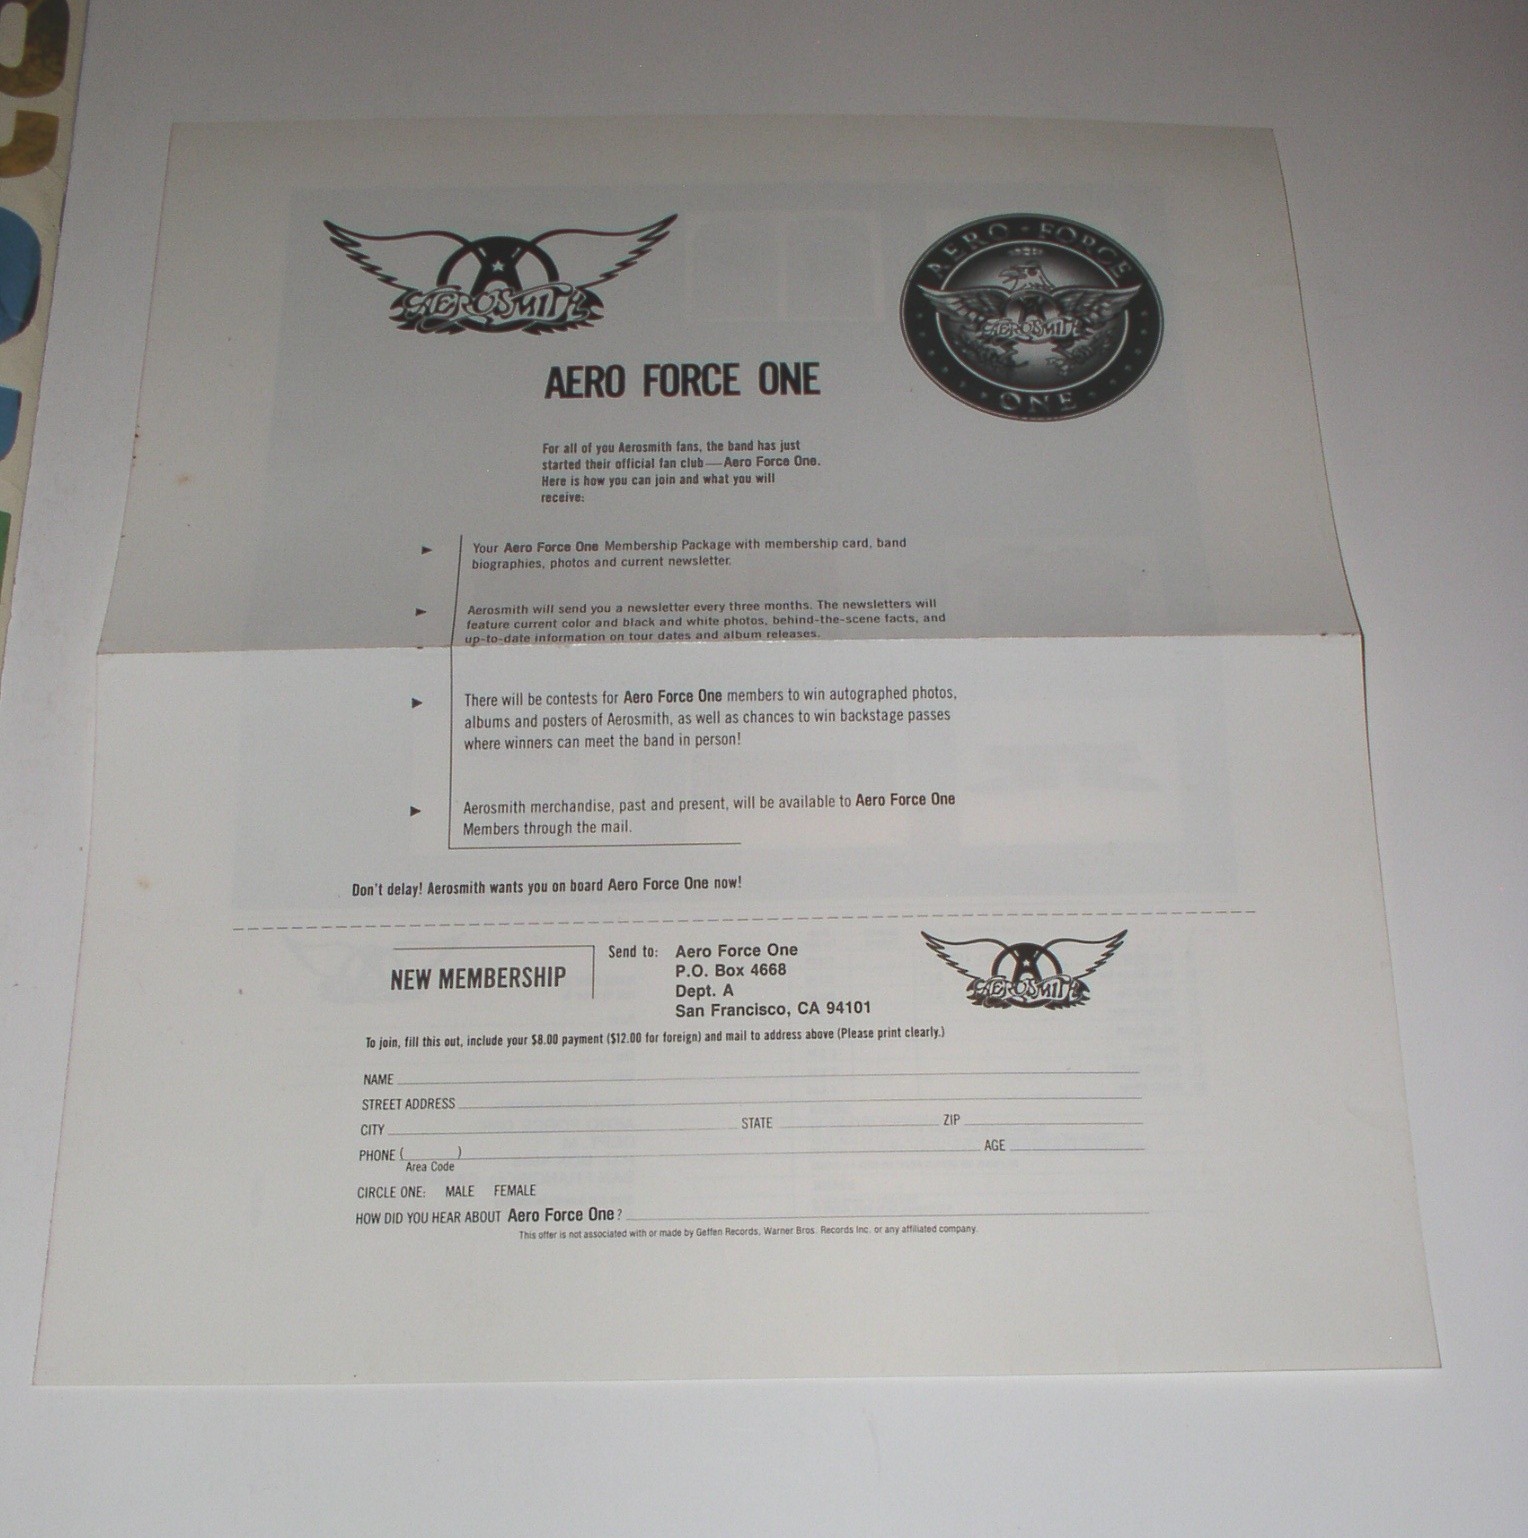 AEROSMITH
AERO · FORCE
AEROSMITH
ONE
AERO FORCE ONE
For all of you Aerosmith fans, the band has just
started their official fan club — Aero Force One.
Here is how you can join and what you will
receive:
► Your Aero Force One Membership Package with membership card, band
biographies, photos and current newsletter.
► Aerosmith will send you a newsletter every three months. The newsletters will
feature current color and black and white photos, behind-the-scene facts, and
up-to-date information on tour dates and album releases.
► There will be contests for Aero Force One members to win autographed photos,
albums and posters of Aerosmith, as well as chances to win backstage passes
where winners can meet the band in person!
► Aerosmith merchandise, past and present, will be available to Aero Force One
Members through the mail.
Don't delay! Aerosmith wants you on board Aero Force One now!
NEW MEMBERSHIP
Send to: Aero Force One
P.O. Box 4668
Dept. A
San Francisco, CA 94101
AEROSMITH
To join, fill this out, include your $8.00 payment ($12.00 for foreign) and mail to address above (Please print clearly.)
NAME
STREET ADDRESS
CITY STATE ZIP
PHONE ( ) AGE
Area Code
CIRCLE ONE: MALE FEMALE
HOW DID YOU HEAR ABOUT Aero Force One?
This offer is not associated with or made by Geffen Records, Warner Bros. Records Inc. or any affiliated company.